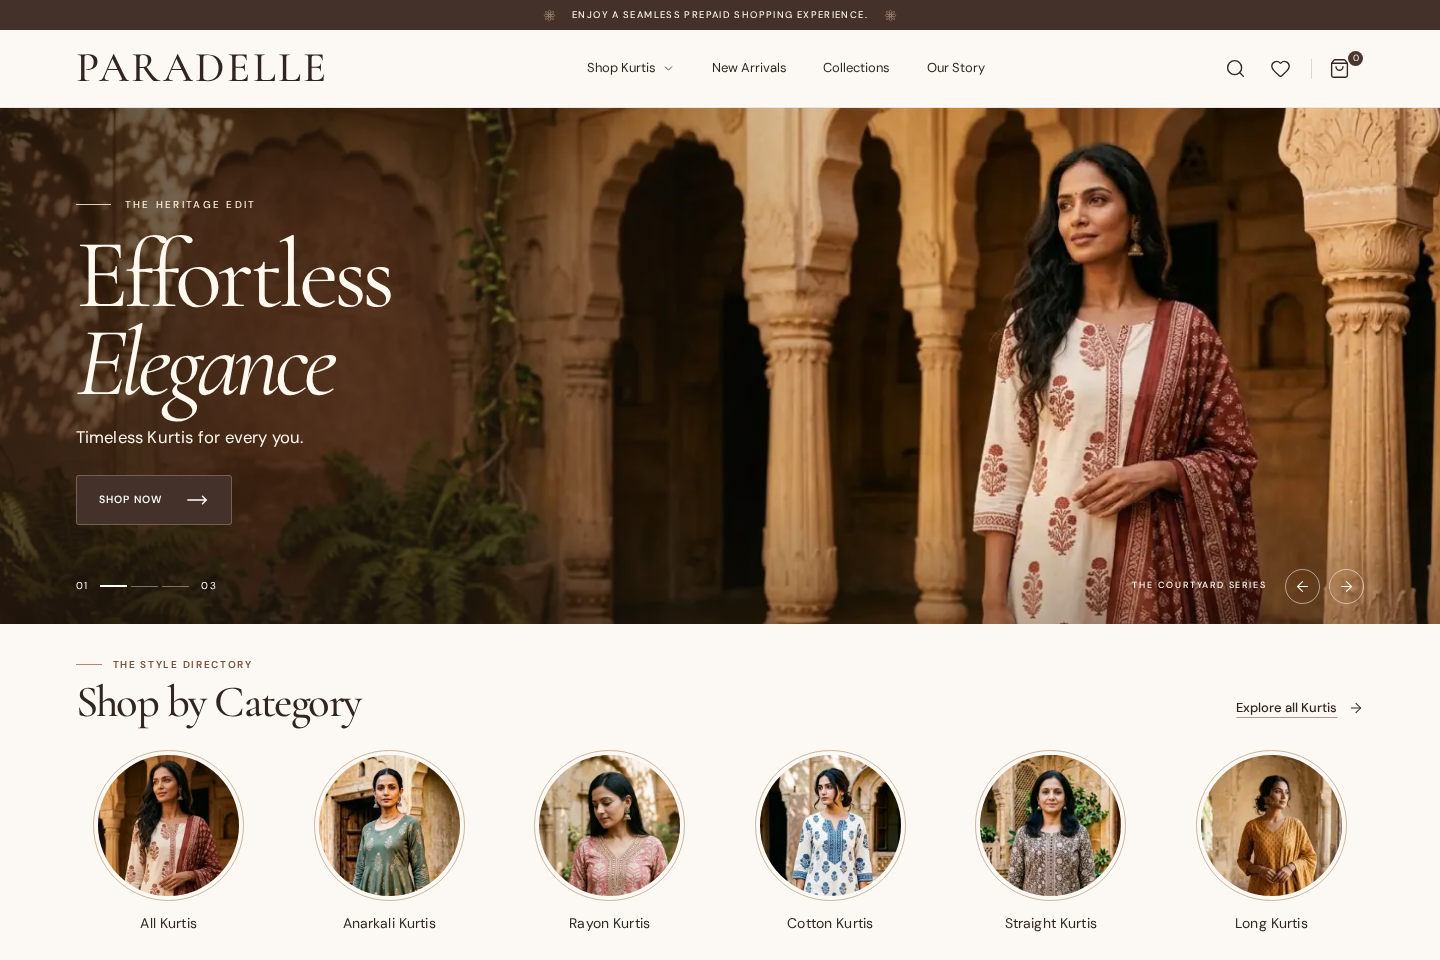 ENJOY A SEAMLESS PREPAID SHOPPING EXPERIENCE.
PARADELLE
Shop Kurtis
New Arrivals
Collections
Our Story
0
THE HERITAGE EDIT
Effortless
Elegance
Timeless Kurtis for every you.
SHOP NOW
01
03
THE COURTYARD SERIES
THE STYLE DIRECTORY
Shop by Category
Explore all Kurtis
All Kurtis
Anarkali Kurtis
Rayon Kurtis
Cotton Kurtis
Straight Kurtis
Long Kurtis